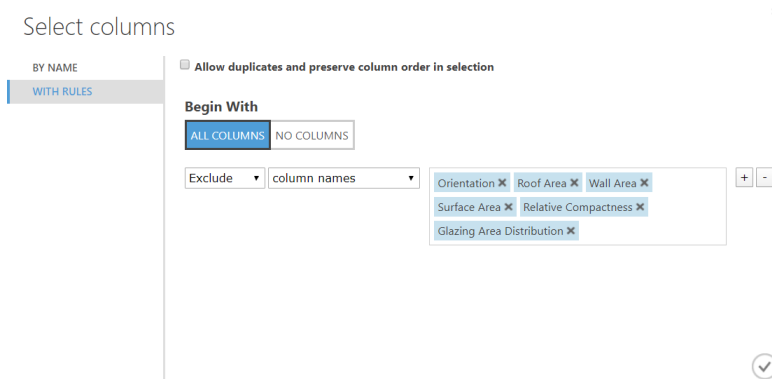 Select columns
BY NAME
WITH RULES
Allow duplicates and preserve column order in selection
Begin With
ALL COLUMNS NO COLUMNS
Exclude column names
Orientation Roof Area Wall Area
Surface Area Relative Compactness
Glazing Area Distribution
+ -